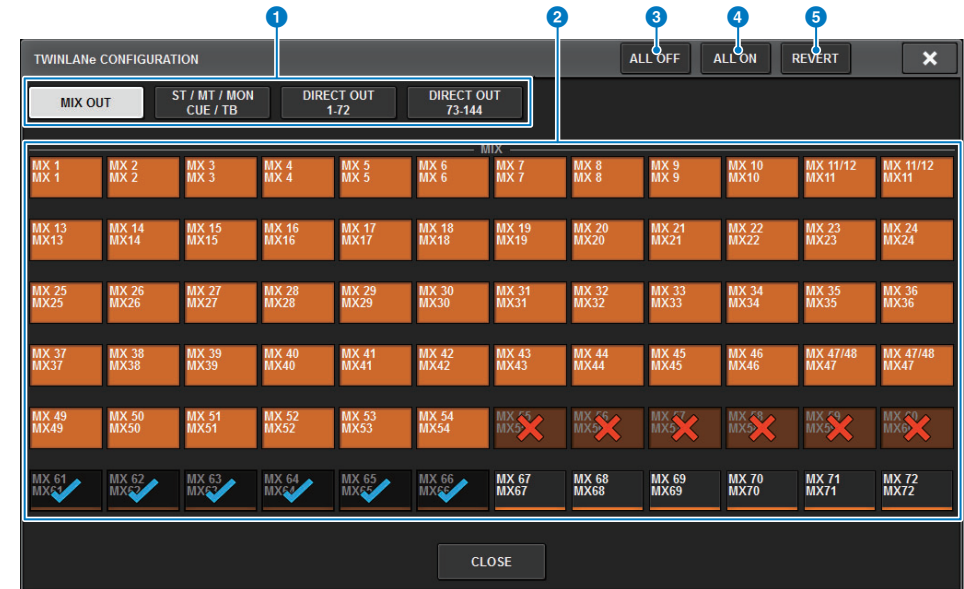 1 2 3 4 5
TWINLANe CONFIGURATION ALL OFF ALL ON REVERT
MIX OUT ST / MT / MON DIRECT OUT DIRECT OUT
CUE / TB 1-72 73-144
MIX
MX 1 MX 2 MX 3 MX 4 MX 5 MX 6 MX 7 MX 8 MX 9 MX 10 MX 11/12 MX 11/12
MX 1 MX 2 MX 3 MX 4 MX 5 MX 6 MX 7 MX 8 MX 9 MX10 MX11 MX11
MX 13 MX 14 MX 15 MX 16 MX 17 MX 18 MX 19 MX 20 MX 21 MX 22 MX 23 MX 24
MX13 MX14 MX15 MX16 MX17 MX18 MX19 MX20 MX21 MX22 MX23 MX24
MX 25 MX 26 MX 27 MX 28 MX 29 MX 30 MX 31 MX 32 MX 33 MX 34 MX 35 MX 36
MX25 MX26 MX27 MX28 MX29 MX30 MX31 MX32 MX33 MX34 MX35 MX36
MX 37 MX 38 MX 39 MX 40 MX 41 MX 42 MX 43 MX 44 MX 45 MX 46 MX 47/48 MX 47/48
MX37 MX38 MX39 MX40 MX41 MX42 MX43 MX44 MX45 MX46 MX47 MX47
MX 49 MX 50 MX 51 MX 52 MX 53 MX 54 MX MX MX MX MX MX
MX49 MX50 MX51 MX52 MX53 MX54
MX 61 MX 62 MX 63 MX 64 MX 65 MX 66 MX 67 MX 68 MX 69 MX 70 MX 71 MX 72
MX61 MX67 MX68 MX69 MX70 MX71 MX72
CLOSE